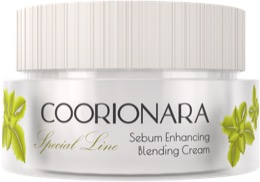 COORIONARA
Special Line
Sebum Enhancing
Blending Cream